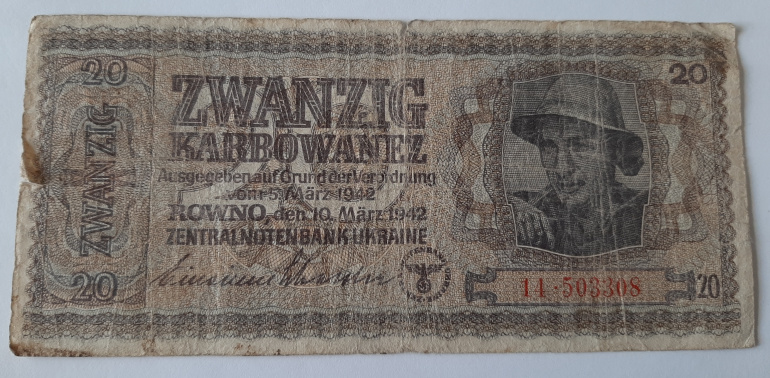 20
20
ZWANZIG
ZWANZIG
KARBOWANEZ
Ausgegeben auf Grund der Verordnung
vom 5. März 1942
ROWNO, den 10. März 1942
ZENTRALNOTENBANK UKRAINE
11·503308
20
20